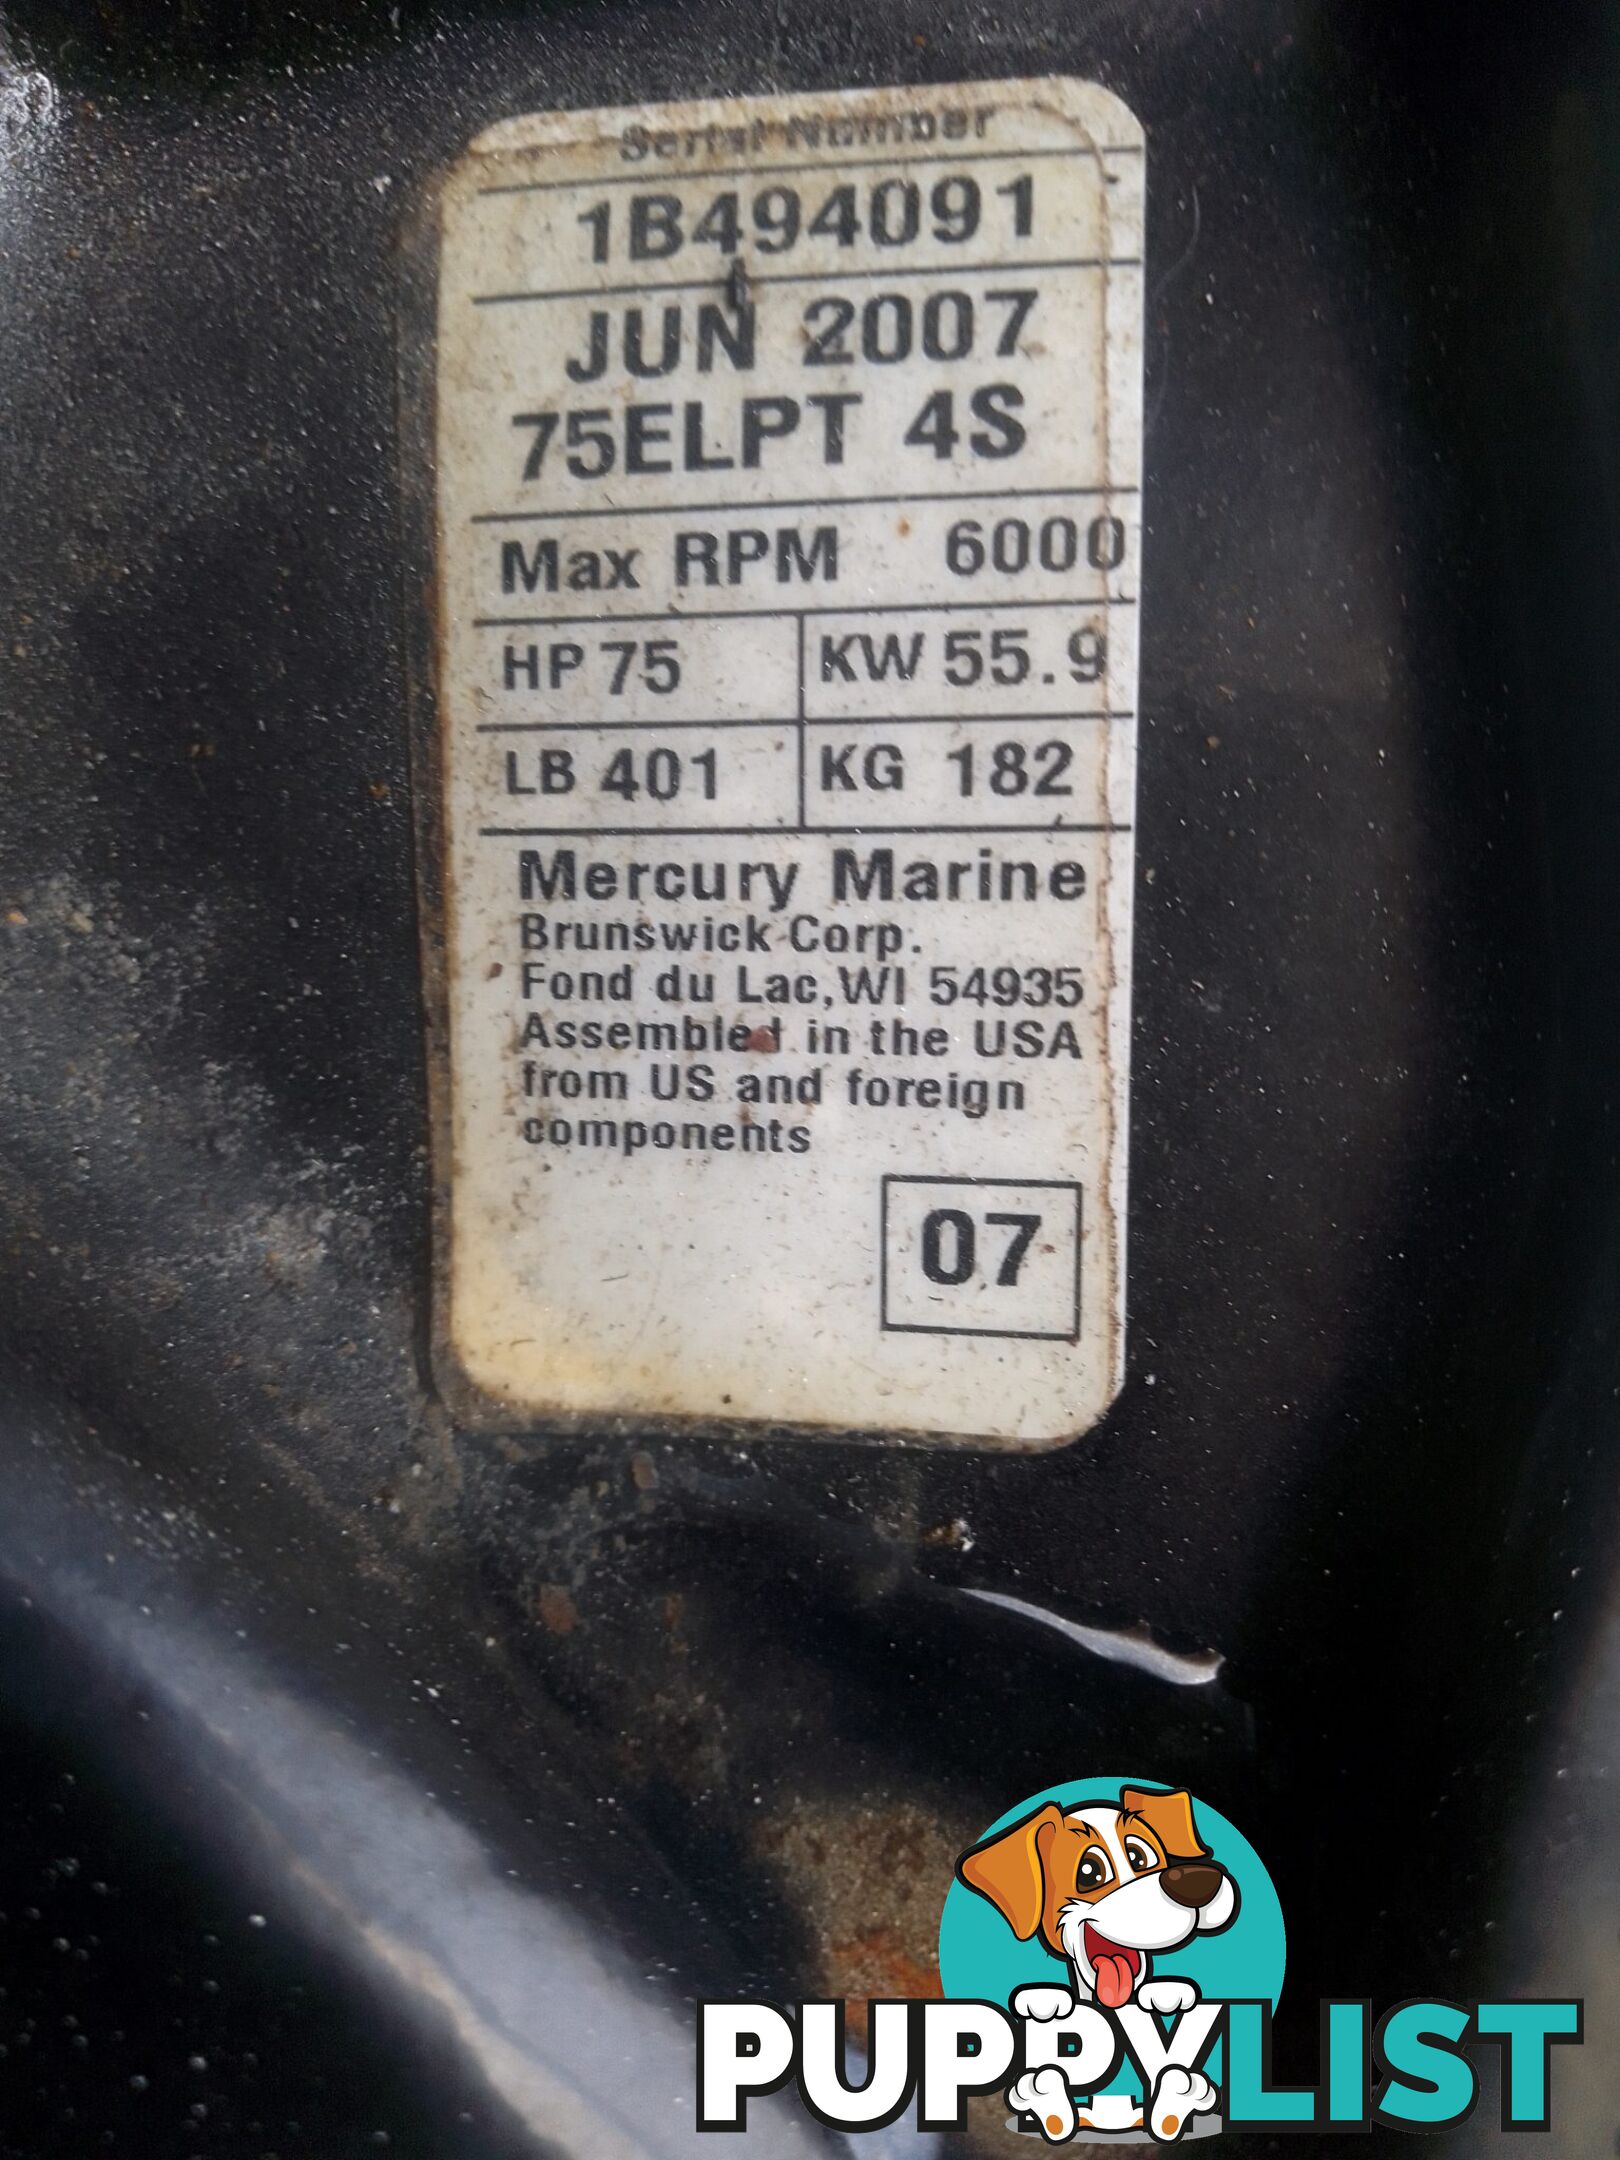 Serial Number
1B494091
JUN 2007
75ELPT 4S
Max RPM 6000
HP 75 KW 55.9
LB 401 KG 182
Mercury Marine
Brunswick Corp.
Fond du Lac, WI 54935
Assembled in the USA
from US and foreign
components
07
PUPPYLIST